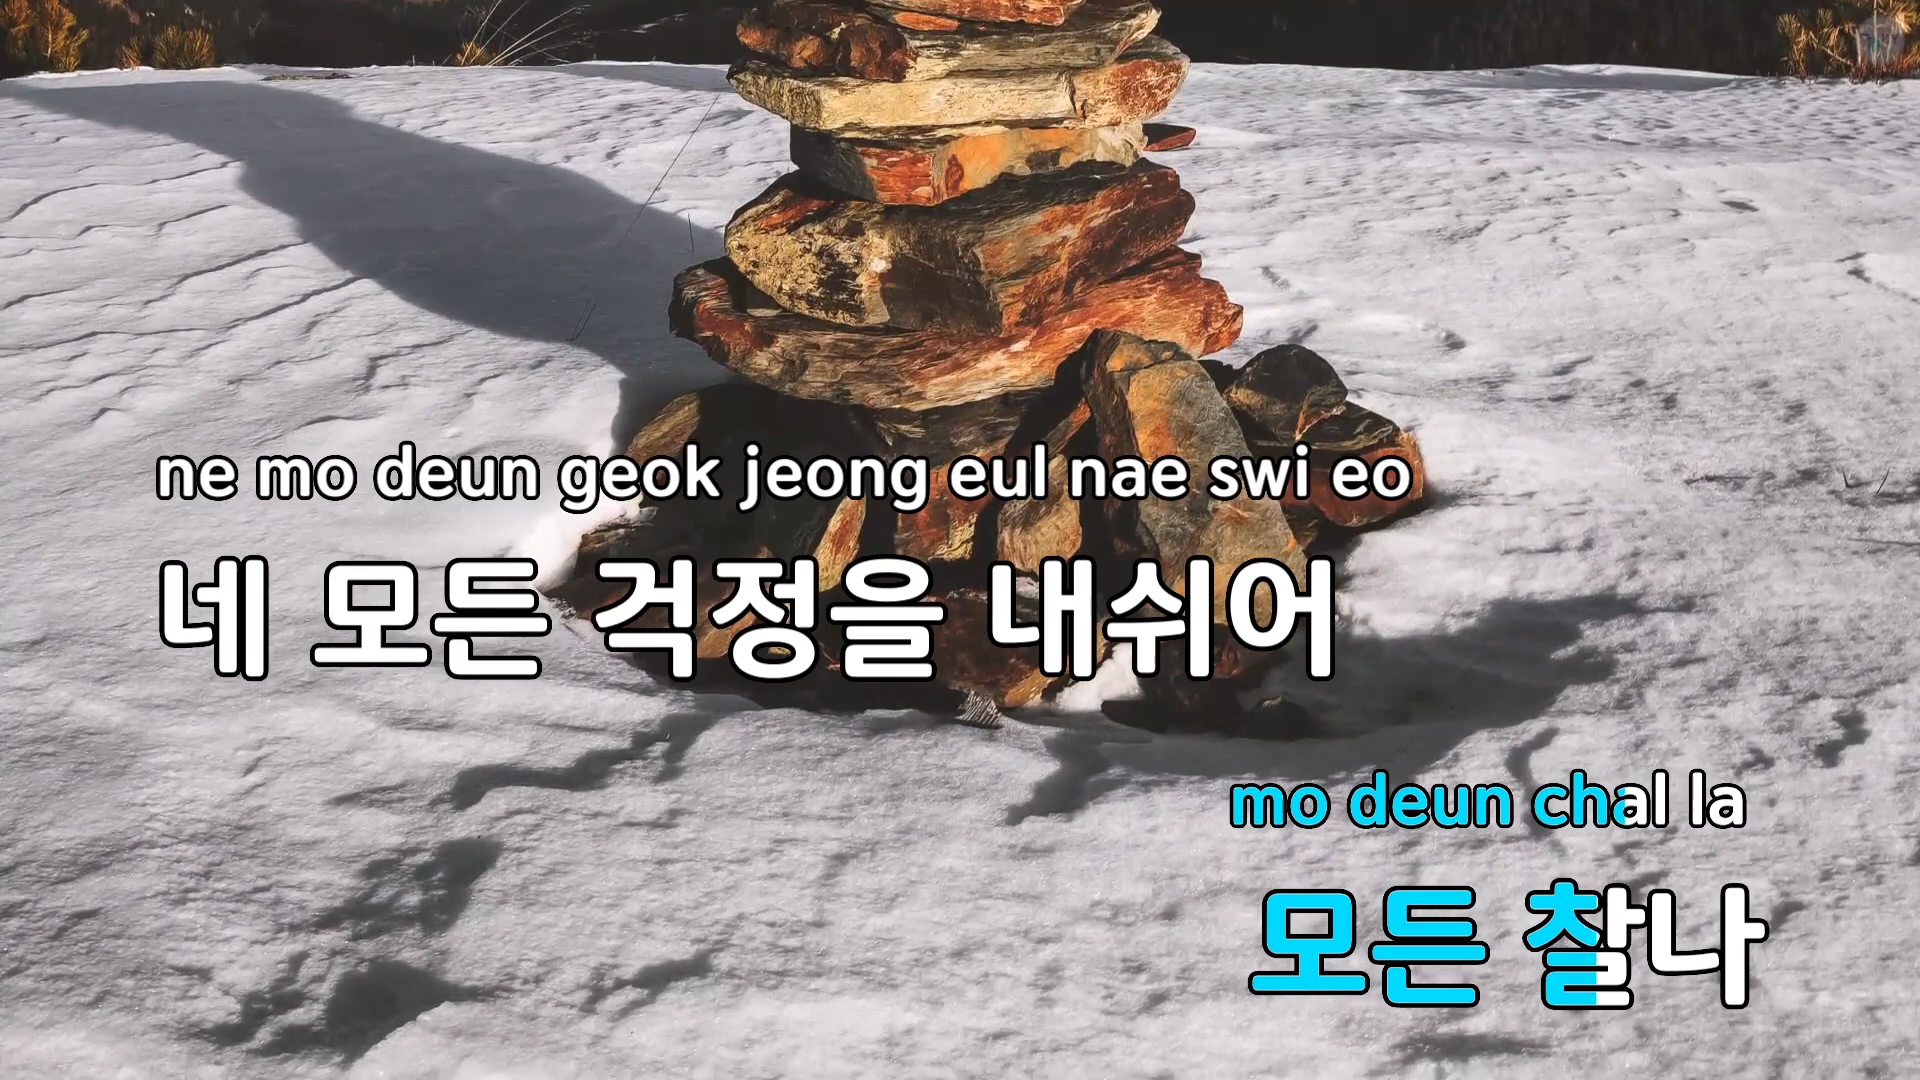 ne mo deun geok jeong eul nae swi eo
네 모든 걱정을 내쉬어
mo deun chal la
모든 찰나